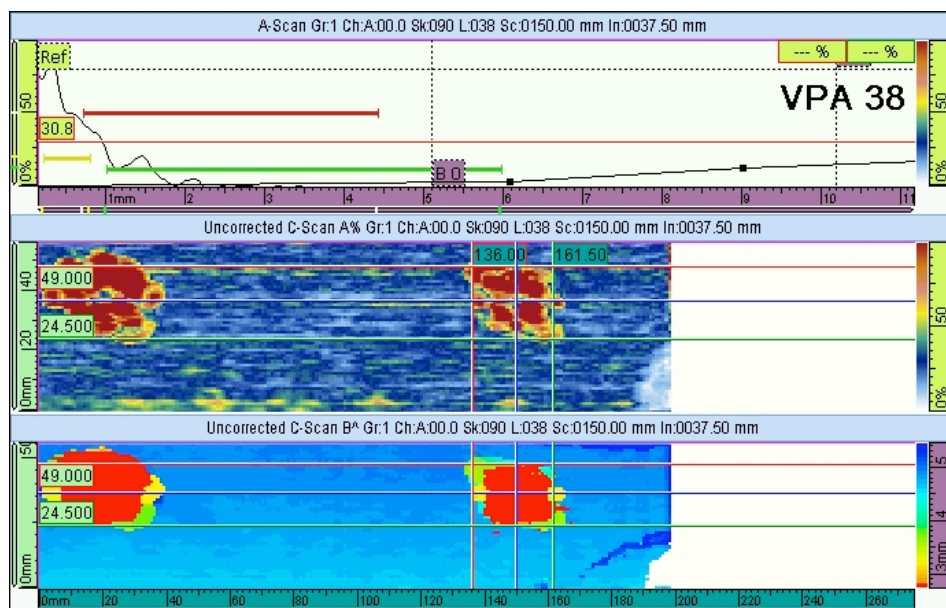 A-Scan Gr:1 Ch:A:00.0 Sk:090 L:038 Sc:0150.00 mm In:0037.50 mm
Ref
--- % --- %
VPA 38
50
30.8
B 0
0%
50
0%
1mm 2 3 4 5 6 7 8 9 10 11
Uncorrected C-Scan A% Gr:1 Ch:A:00.0 Sk:090 L:038 Sc:0150.00 mm In:0037.50 mm
136.00 161.50
49.000
24.500
40
20
0mm
50
0%
Uncorrected C-Scan B^ Gr:1 Ch:A:00.0 Sk:090 L:038 Sc:0150.00 mm In:0037.50 mm
50
49.000
24.500
0mm
5
4
3mm
0mm 20 40 60 80 100 120 140 160 180 200 220 240 260